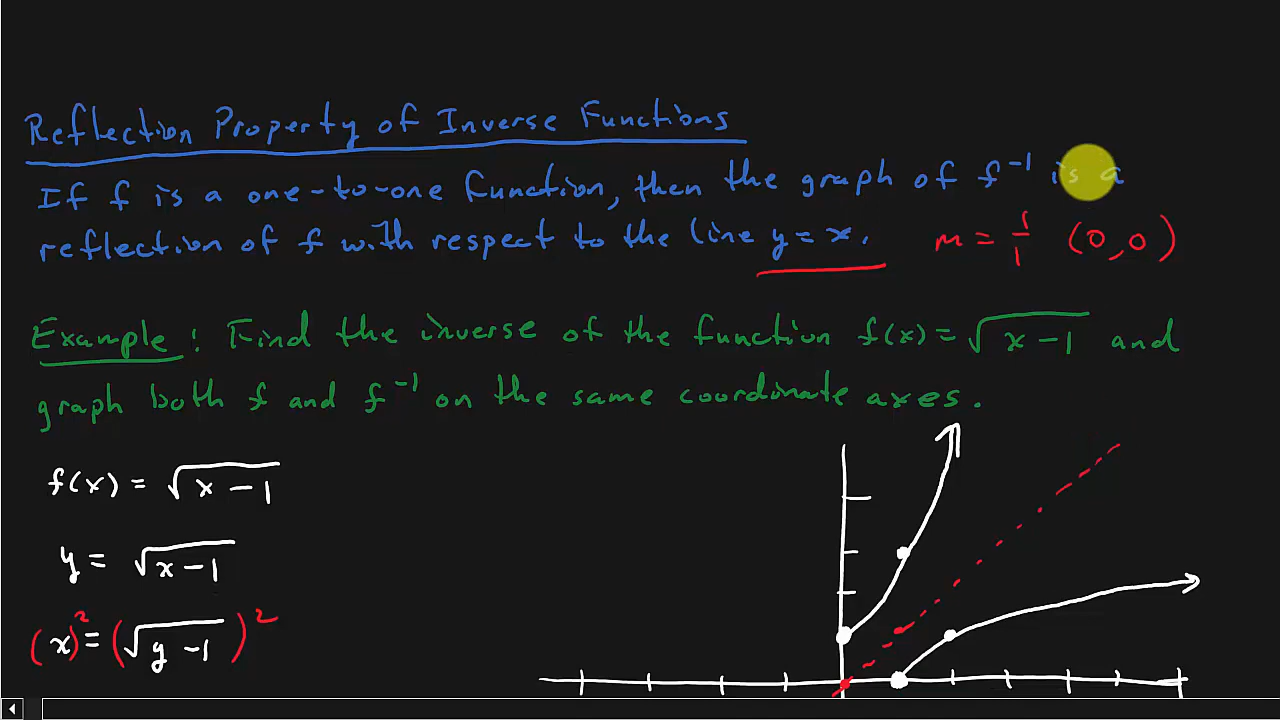 Reflection Property of Inverse Functions
If f is a one-to-one function, then the graph of f⁻¹ is a
reflection of f with respect to the line y = x. m = 1/1 (0,0)
Example: Find the inverse of the function f(x) = √(x-1) and
graph both f and f⁻¹ on the same coordinate axes.
f(x) = √(x-1)
y = √(x-1)
(x)² = (√(y-1))²